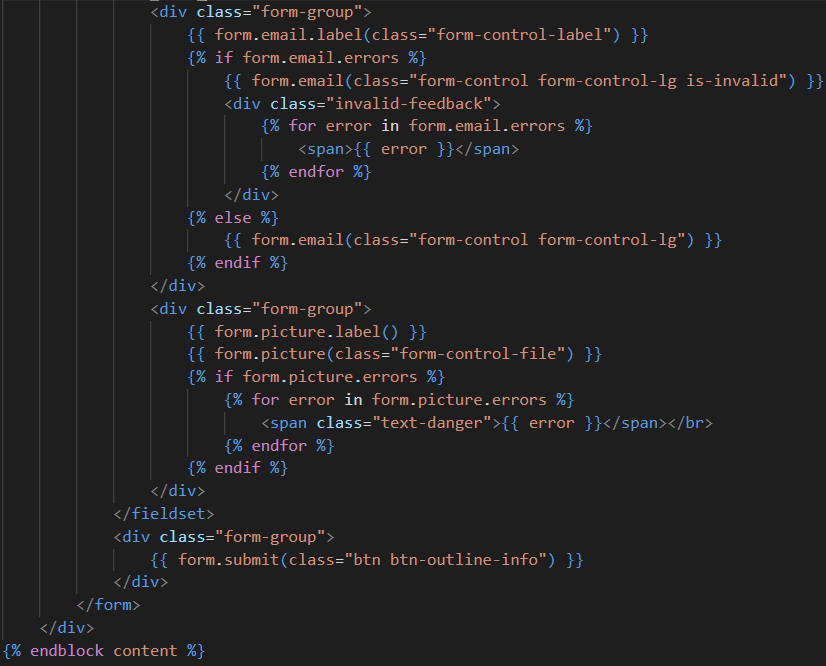 <div class="form-group">
{{ form.email.label(class="form-control-label") }}
{% if form.email.errors %}
{{ form.email(class="form-control form-control-lg is-invalid") }}
<div class="invalid-feedback">
{% for error in form.email.errors %}
<span>{{ error }}</span>
{% endfor %}
</div>
{% else %}
{{ form.email(class="form-control form-control-lg") }}
{% endif %}
</div>
<div class="form-group">
{{ form.picture.label() }}
{{ form.picture(class="form-control-file") }}
{% if form.picture.errors %}
{% for error in form.picture.errors %}
<span class="text-danger">{{ error }}</span></br>
{% endfor %}
{% endif %}
</div>
</fieldset>
<div class="form-group">
{{ form.submit(class="btn btn-outline-info") }}
</div>
</form>
</div>
{% endblock content %}